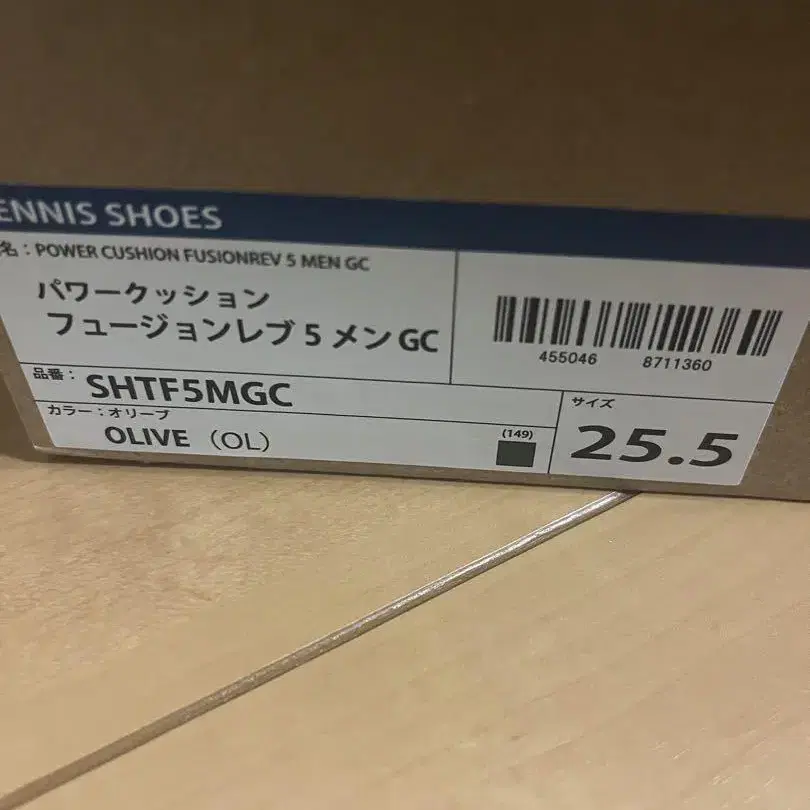 ENNIS SHOES
名：POWER CUSHION FUSIONREV 5 MEN GC
パワークッション
フュージョンレブ 5 メン GC
455046 8711360
品番：
SHTF5MGC
カラー：オリーブ
OLIVE （OL）
(149)
サイズ
25.5